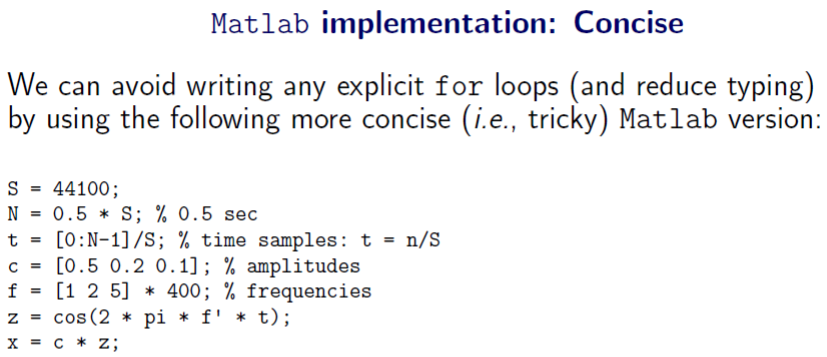 Matlab implementation: Concise
We can avoid writing any explicit for loops (and reduce typing)
by using the following more concise (i.e., tricky) Matlab version:
S = 44100;
N = 0.5 * S; % 0.5 sec
t = [0:N-1]/S; % time samples: t = n/S
c = [0.5 0.2 0.1]; % amplitudes
f = [1 2 5] * 400; % frequencies
z = cos(2 * pi * f' * t);
x = c * z;